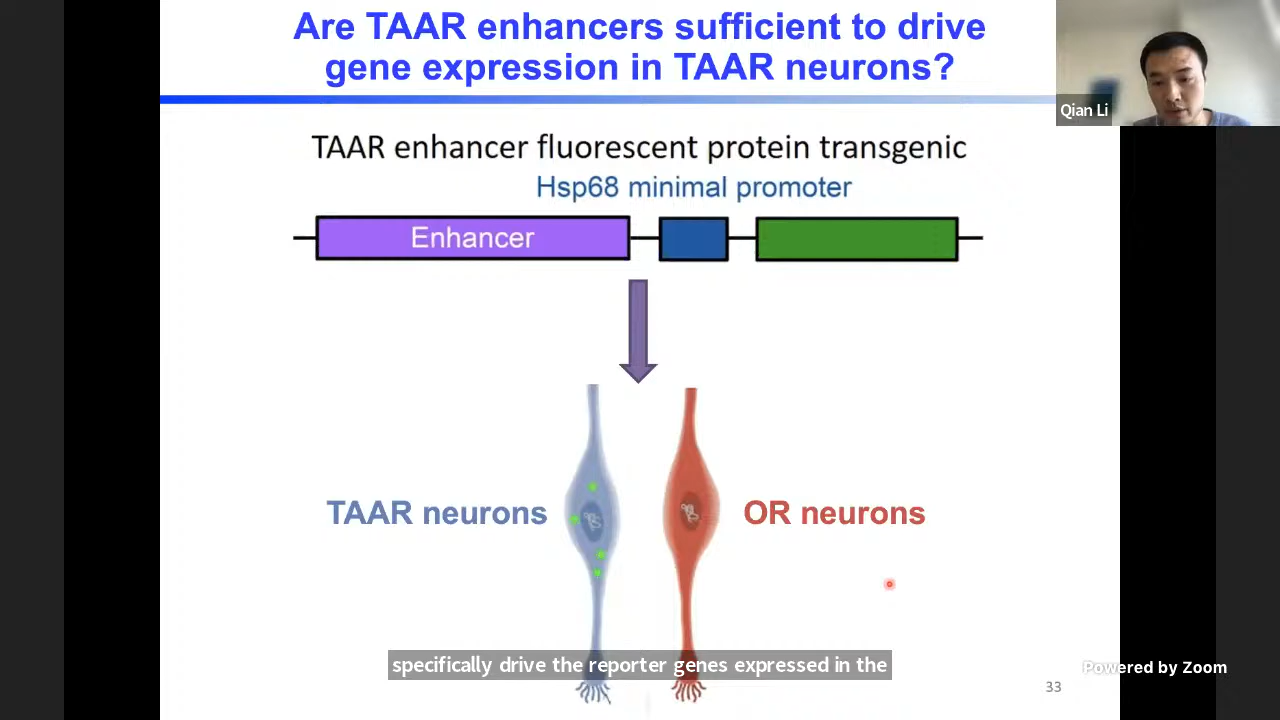 Are TAAR enhancers sufficient to drive
gene expression in TAAR neurons?
Qian Li
TAAR enhancer fluorescent protein transgenic
Hsp68 minimal promoter
Enhancer
TAAR neurons
OR neurons
specifically drive the reporter genes expressed in the
Powered by Zoom
33